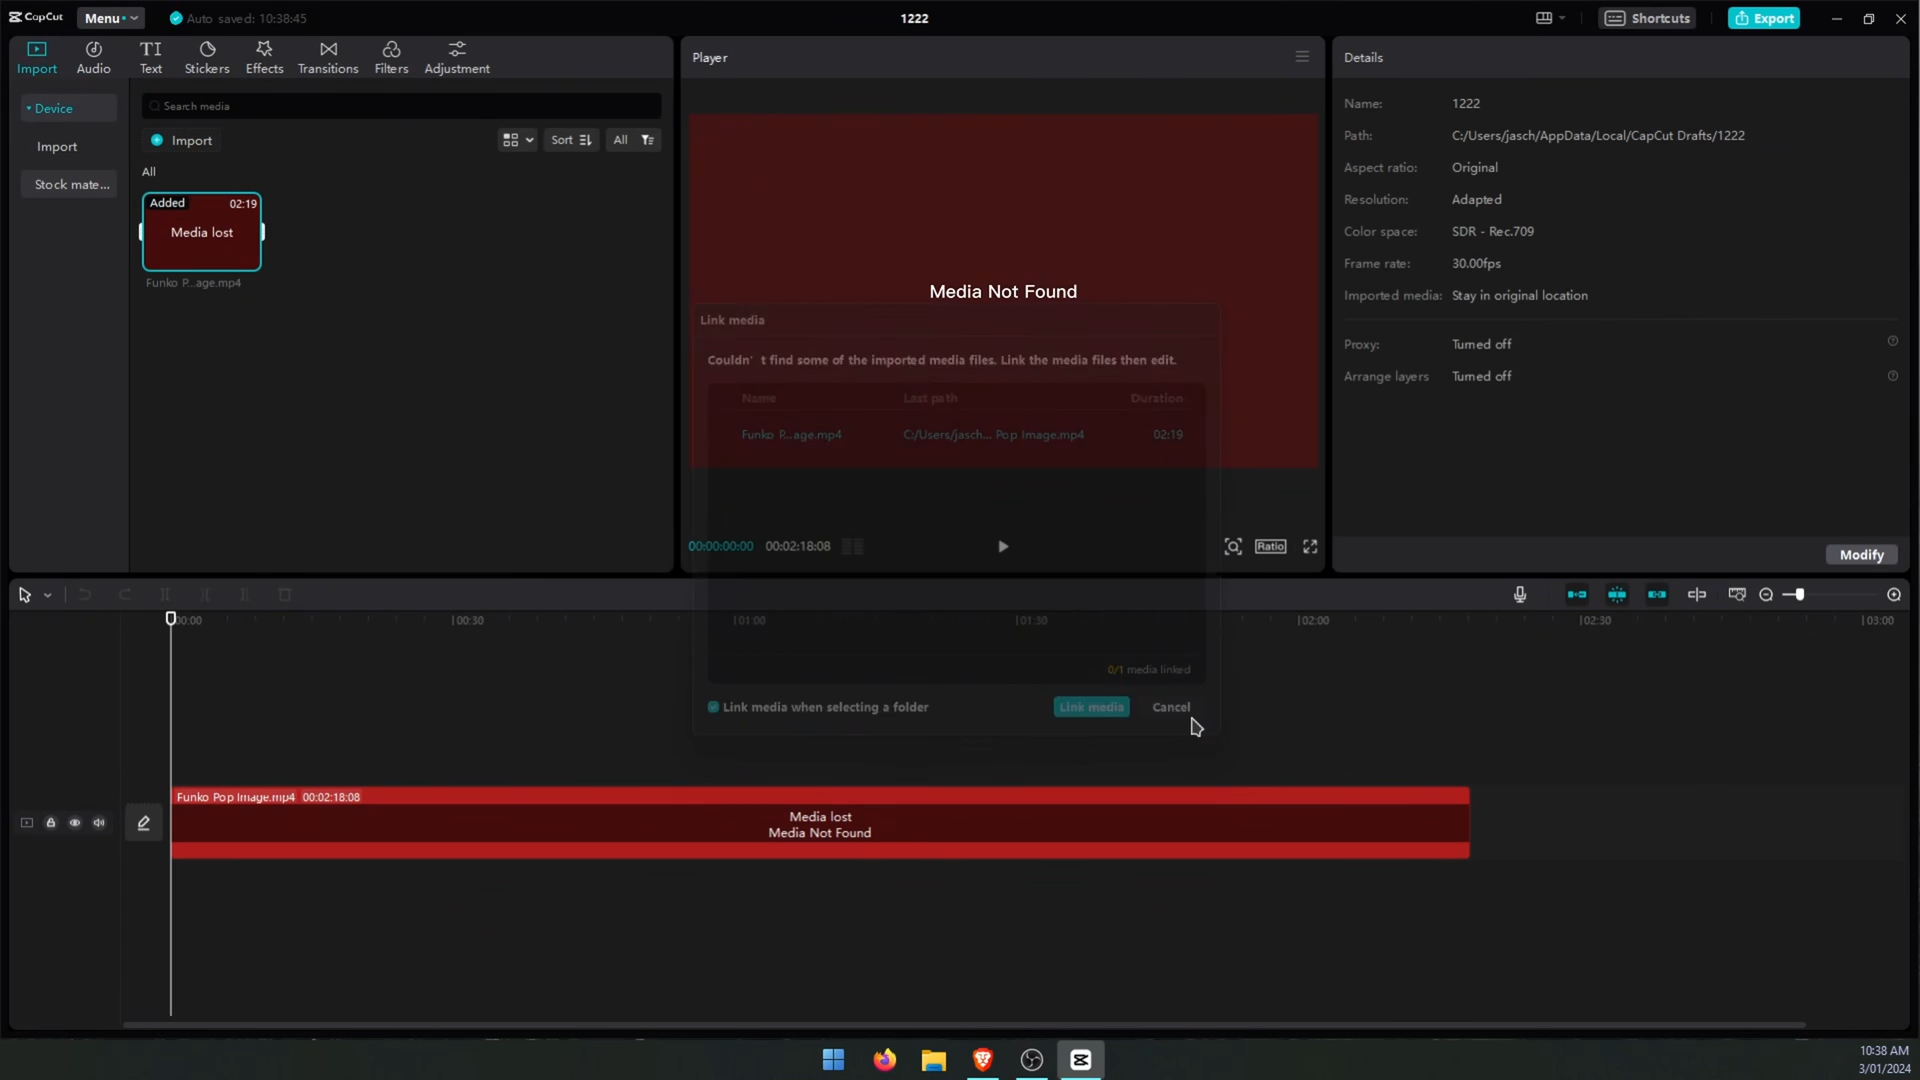 CapCut
Menu
Auto saved: 10:38:45
1222
Shortcuts
Export
Import
Audio
Text
Stickers
Effects
Transitions
Filters
Adjustment
Device
Import
Stock mate...
Search media
Import
Sort
All
All
Added
02:19
Media lost
Funko P...age.mp4
Player
Media Not Found
Link media
Couldn' t find some of the imported media files. Link the media files then edit.
Name
Last path
Duration
Funko P...age.mp4
C:/Users/jasch... Pop Image.mp4
02:19
00:00:00:00
00:02:18:08
Ratio
0/1 media linked
Link media when selecting a folder
Link media
Cancel
Details
Name:
1222
Path:
C:/Users/jasch/AppData/Local/CapCut Drafts/1222
Aspect ratio:
Original
Resolution:
Adapted
Color space:
SDR - Rec.709
Frame rate:
30.00fps
Imported media:
Stay in original location
Proxy:
Turned off
Arrange layers
Turned off
Modify
00:00
00:30
01:00
01:30
02:00
02:30
03:00
Funko Pop Image.mp4 00:02:18:08
Media lost
Media Not Found
10:38 AM
3/01/2024